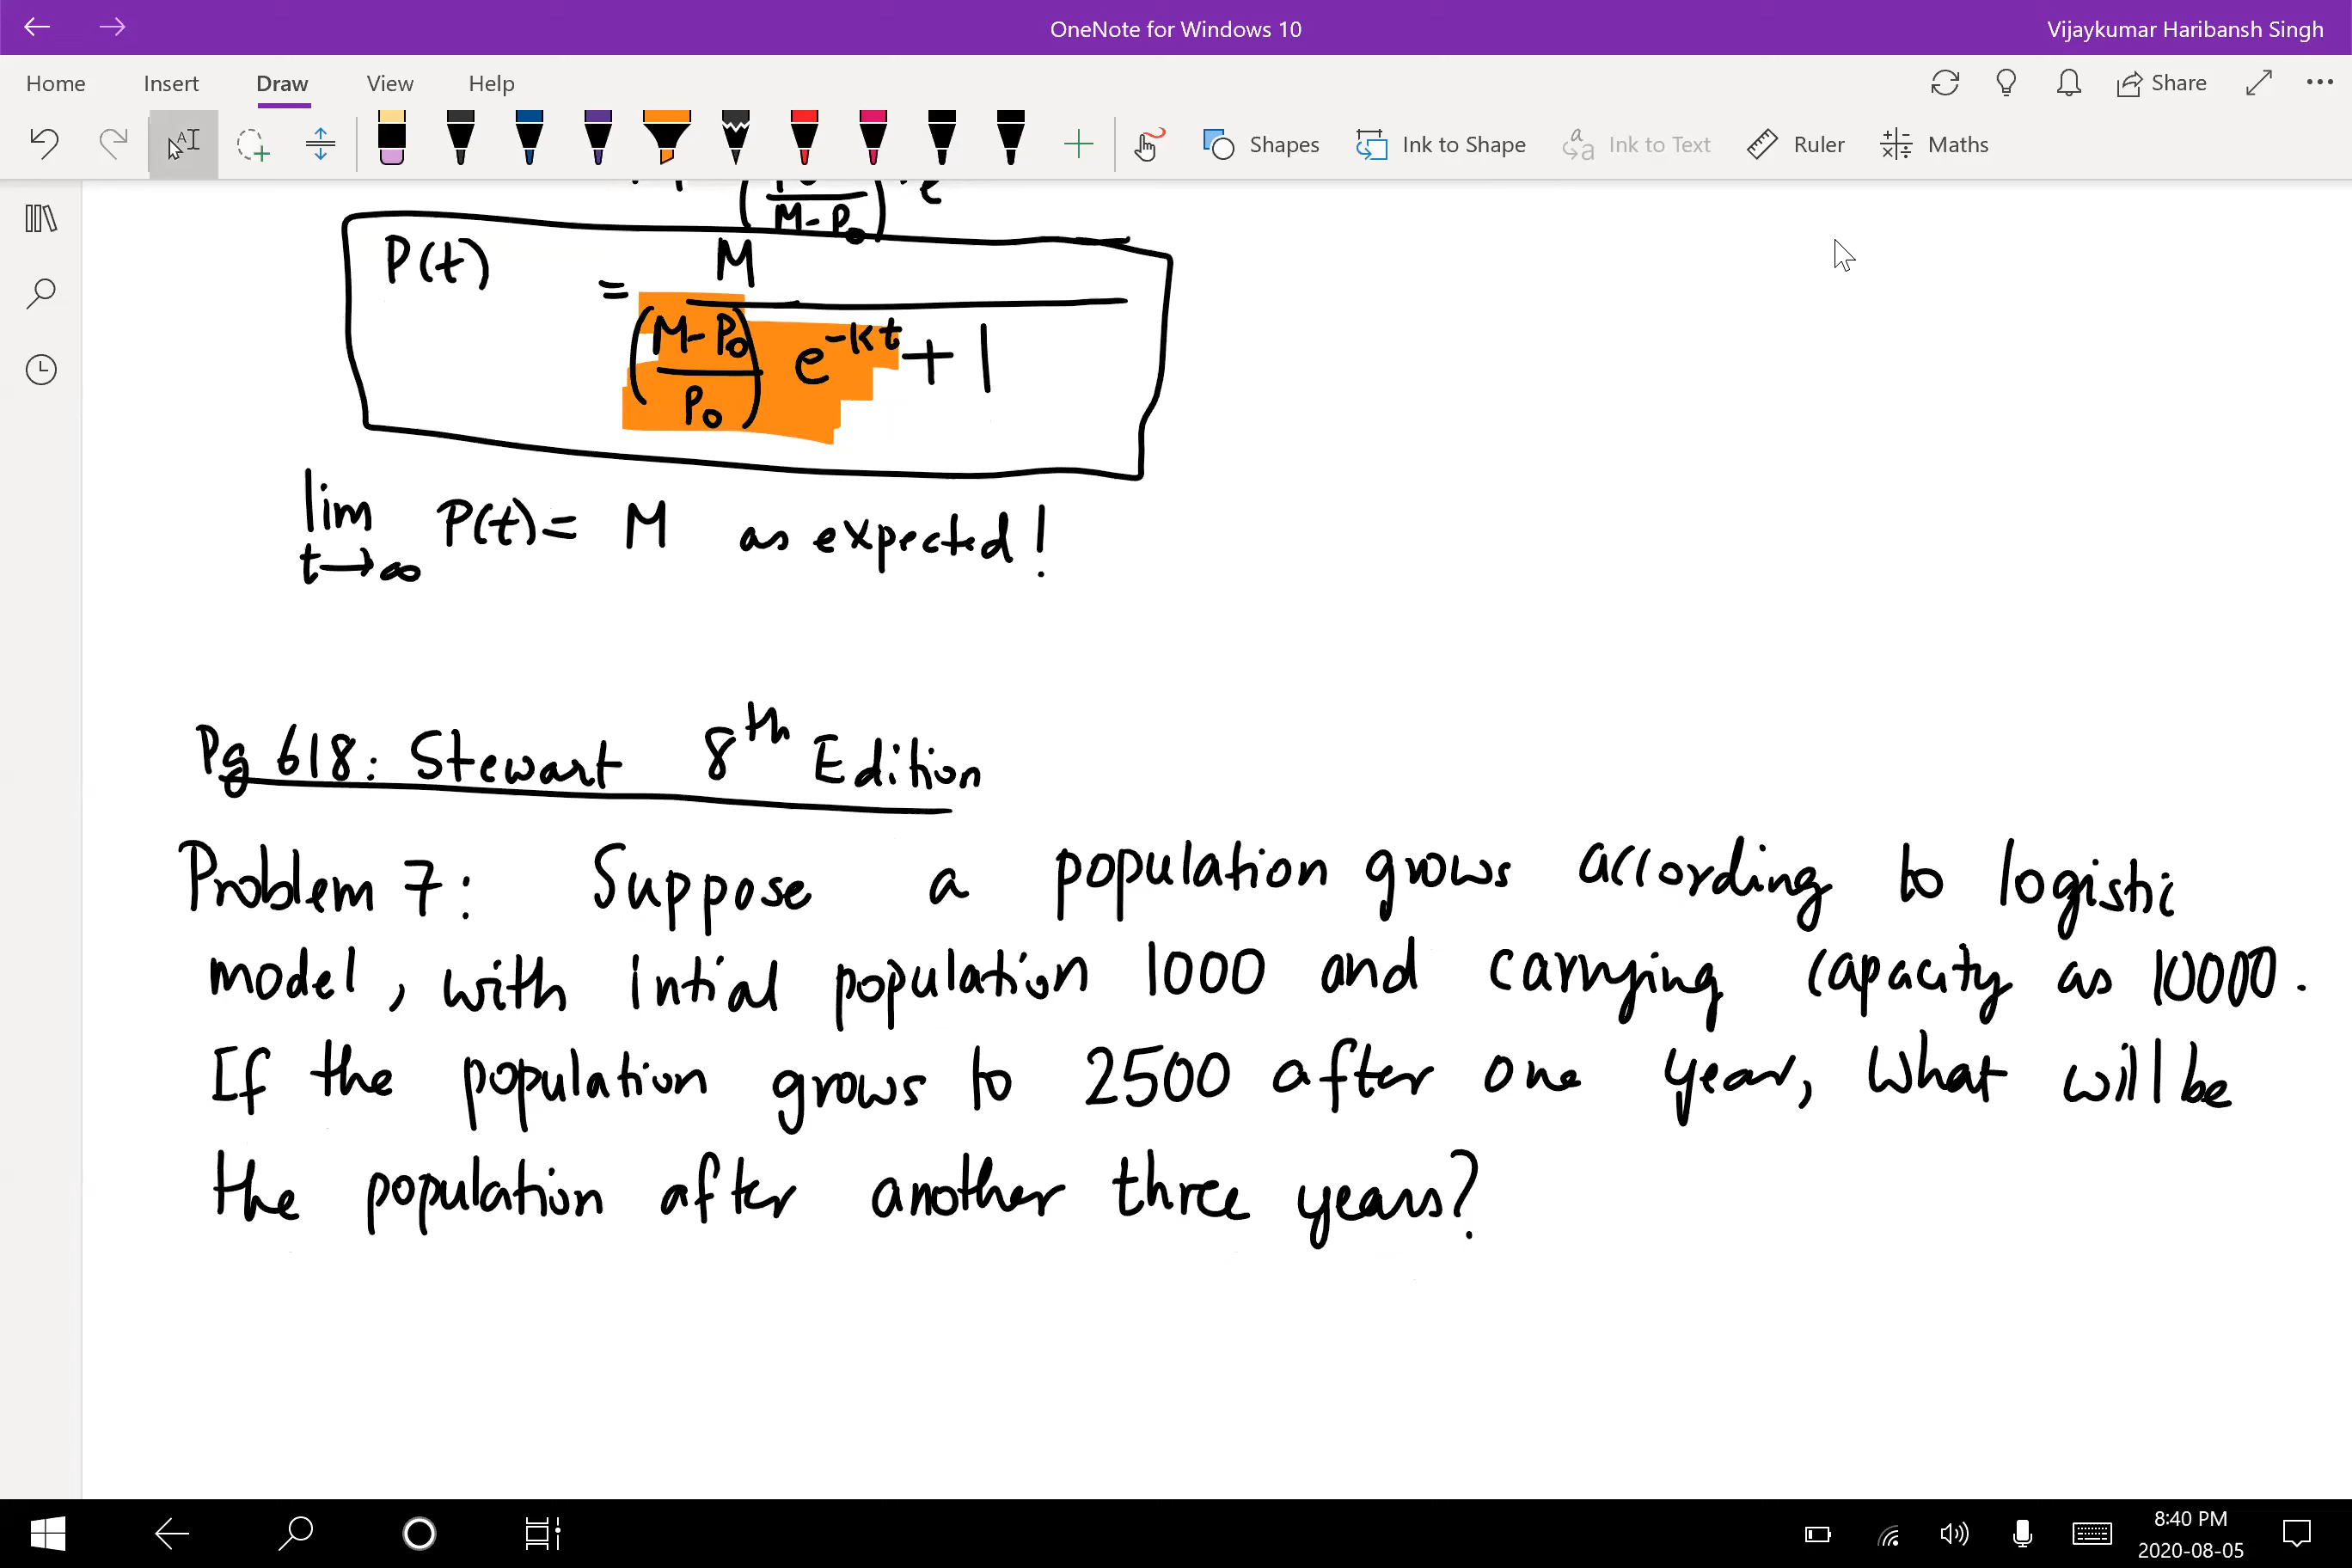 OneNote for Windows 10
Vijaykumar Haribansh Singh
Home Insert Draw View Help
Share
Shapes Ink to Shape Ink to Text Ruler Maths
M-P
P(t) = M
(M-P0 / P0) e^-kt + 1
lim t→∞ P(t) = M as expected!
Pg 618: Stewart 8th Edition
Problem 7: Suppose a population grows according to logistic
model, with Intial population 1000 and carrying capacity as 10000.
If the population grows to 2500 after one year, What will be
the population after another three years?
8:40 PM
2020-08-05